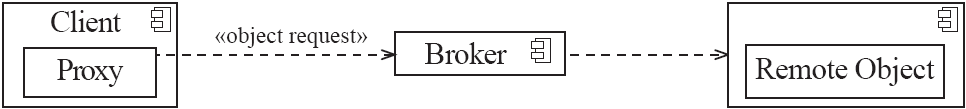 Client
Proxy
«object request»
Broker
Remote Object